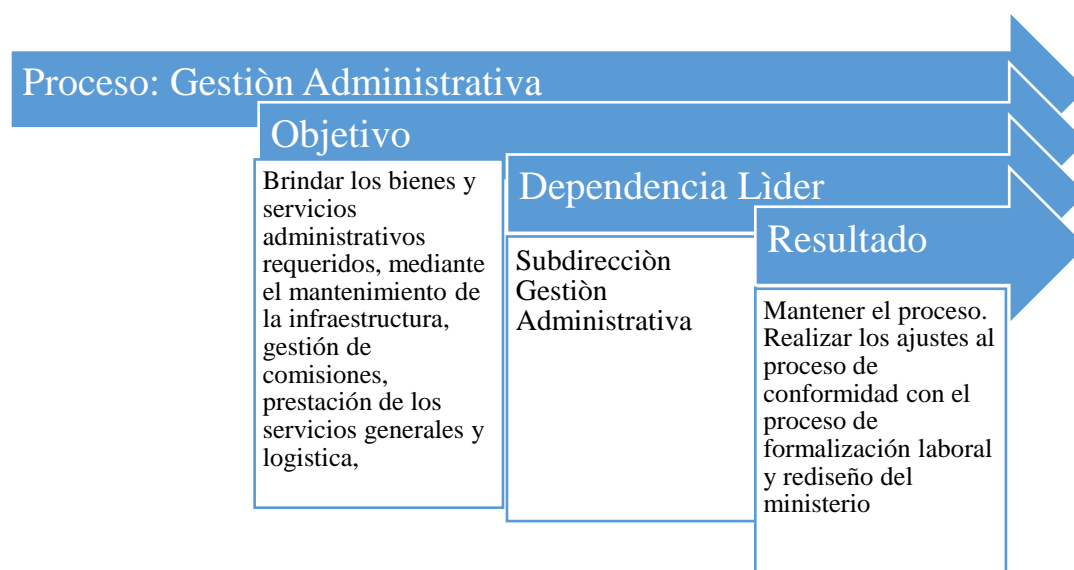 Proceso: Gestiòn Administrativa
Objetivo
Brindar los bienes y
servicios
administrativos
requeridos, mediante
el mantenimiento de
la infraestructura,
gestión de
comisiones,
prestación de los
servicios generales y
logistica,
Dependencia Lìder
Subdirecciòn
Gestiòn
Administrativa
Resultado
Mantener el proceso.
Realizar los ajustes al
proceso de
conformidad con el
proceso de
formalización laboral
y rediseño del
ministerio